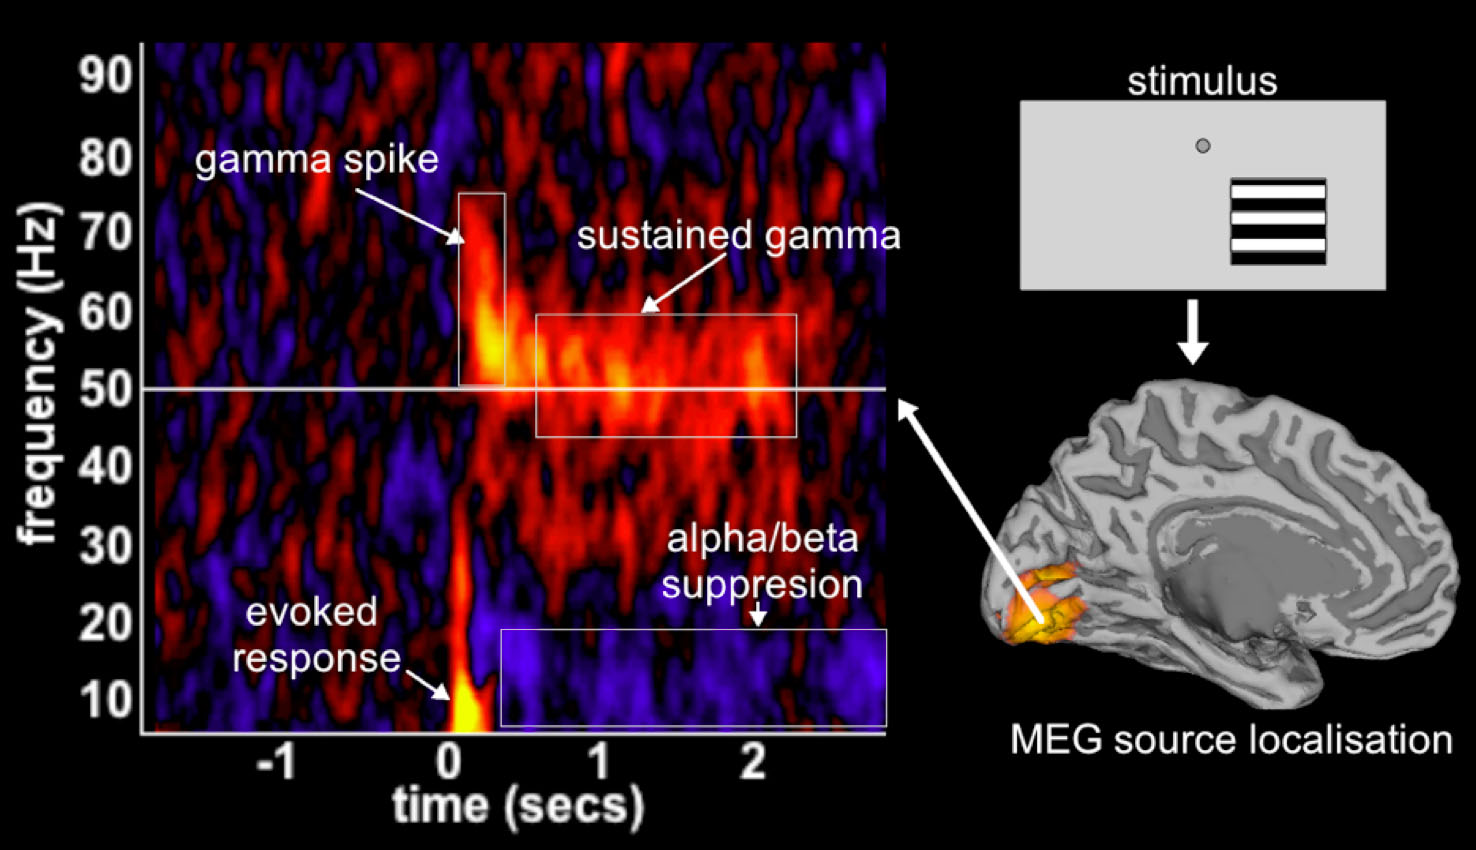 90
80
70
60
50
40
30
20
10
frequency (Hz)
gamma spike
sustained gamma
alpha/beta
suppresion
evoked
response
-1
0
1
2
time (secs)
stimulus
MEG source localisation